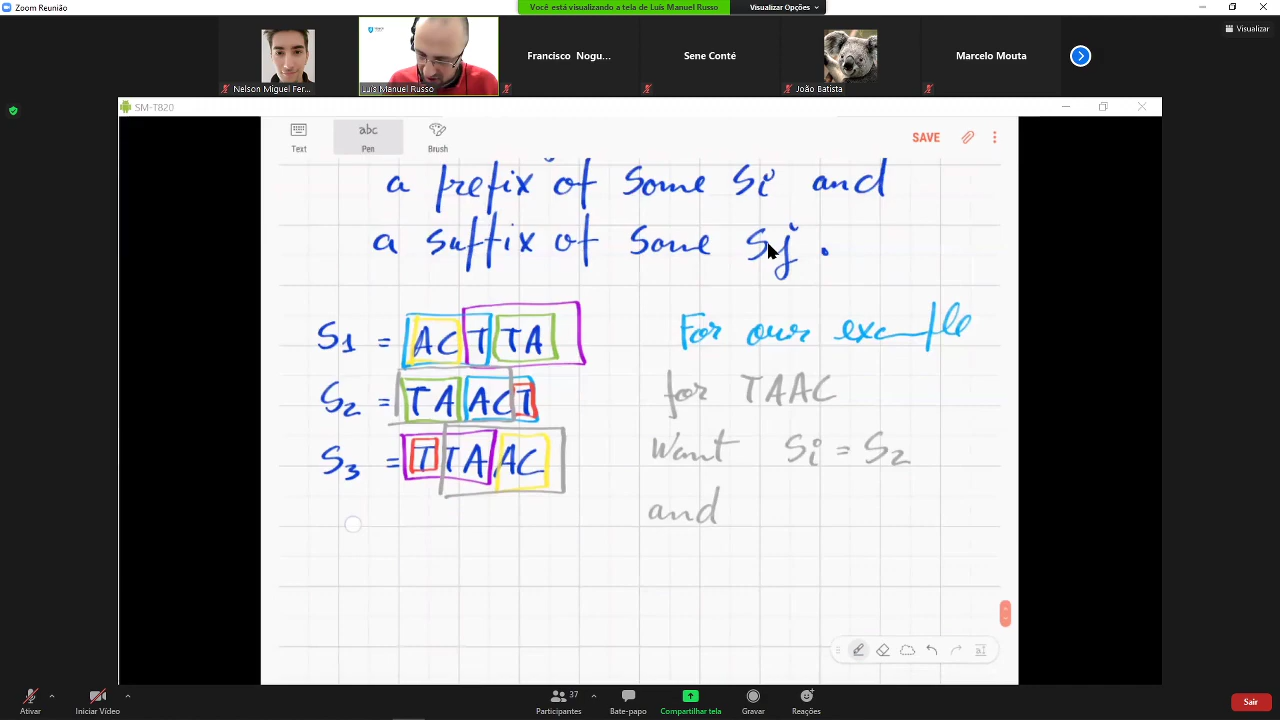 Zoom Reunião
Você está visualizando a tela de Luís Manuel Russo
Visualizar Opções
Visualizar
Nelson Miguel Fer...
Luís Manuel Russo
Francisco Nogu...
Sene Conté
João Batista
Marcelo Mouta
SM-T820
Text
abc
Pen
Brush
SAVE
a prefix of some Si and
a suffix of some Sj .
S1 = ACTTA
S2 = TAACT
S3 = TTAAC
For our example
for TAAC
Want Si = S2
and
Ativar
Iniciar Vídeo
37
Participantes
Bate-papo
Compartilhar tela
Gravar
Reações
Sair